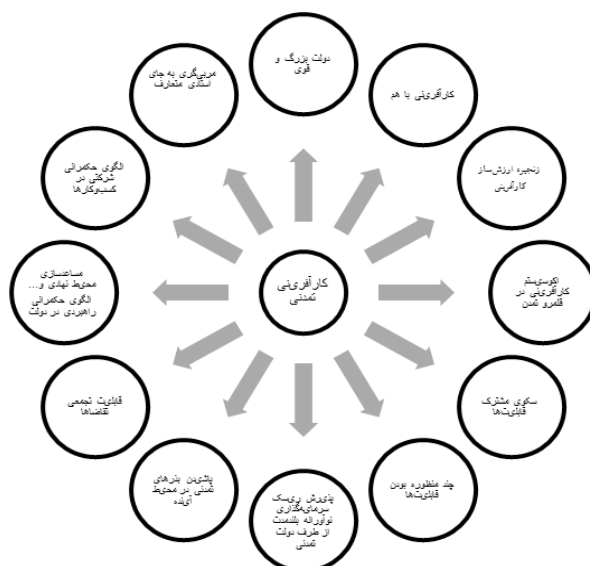 دولت بزرگ و
قوی
کارآفرینی با هم
زنجیره ارزش‌ساز
کارآفرینی
اکوسیستم
کارآفرینی در
قلمرو تمدن
سکوی مشترک
قابلیت‌ها
چند منظوره بودن
قابلیت‌ها
پذیرش ریسک
سرمایه‌گذاری
نوآورانه بلندمدت
از طرف دولت
تمدنی
پاشیدن بذرهای
تمدنی در محیط
آینده
قابلیت تجمعی
تقاضاها
مساعدسازی
محیط نهادی و...
الگوی حکمرانی
راهبردی در دولت
الگوی حکمرانی
شرکتی در
کسب‌وکارها
مربی‌گری به جای
استادی متعارف
کارآفرینی
تمدنی